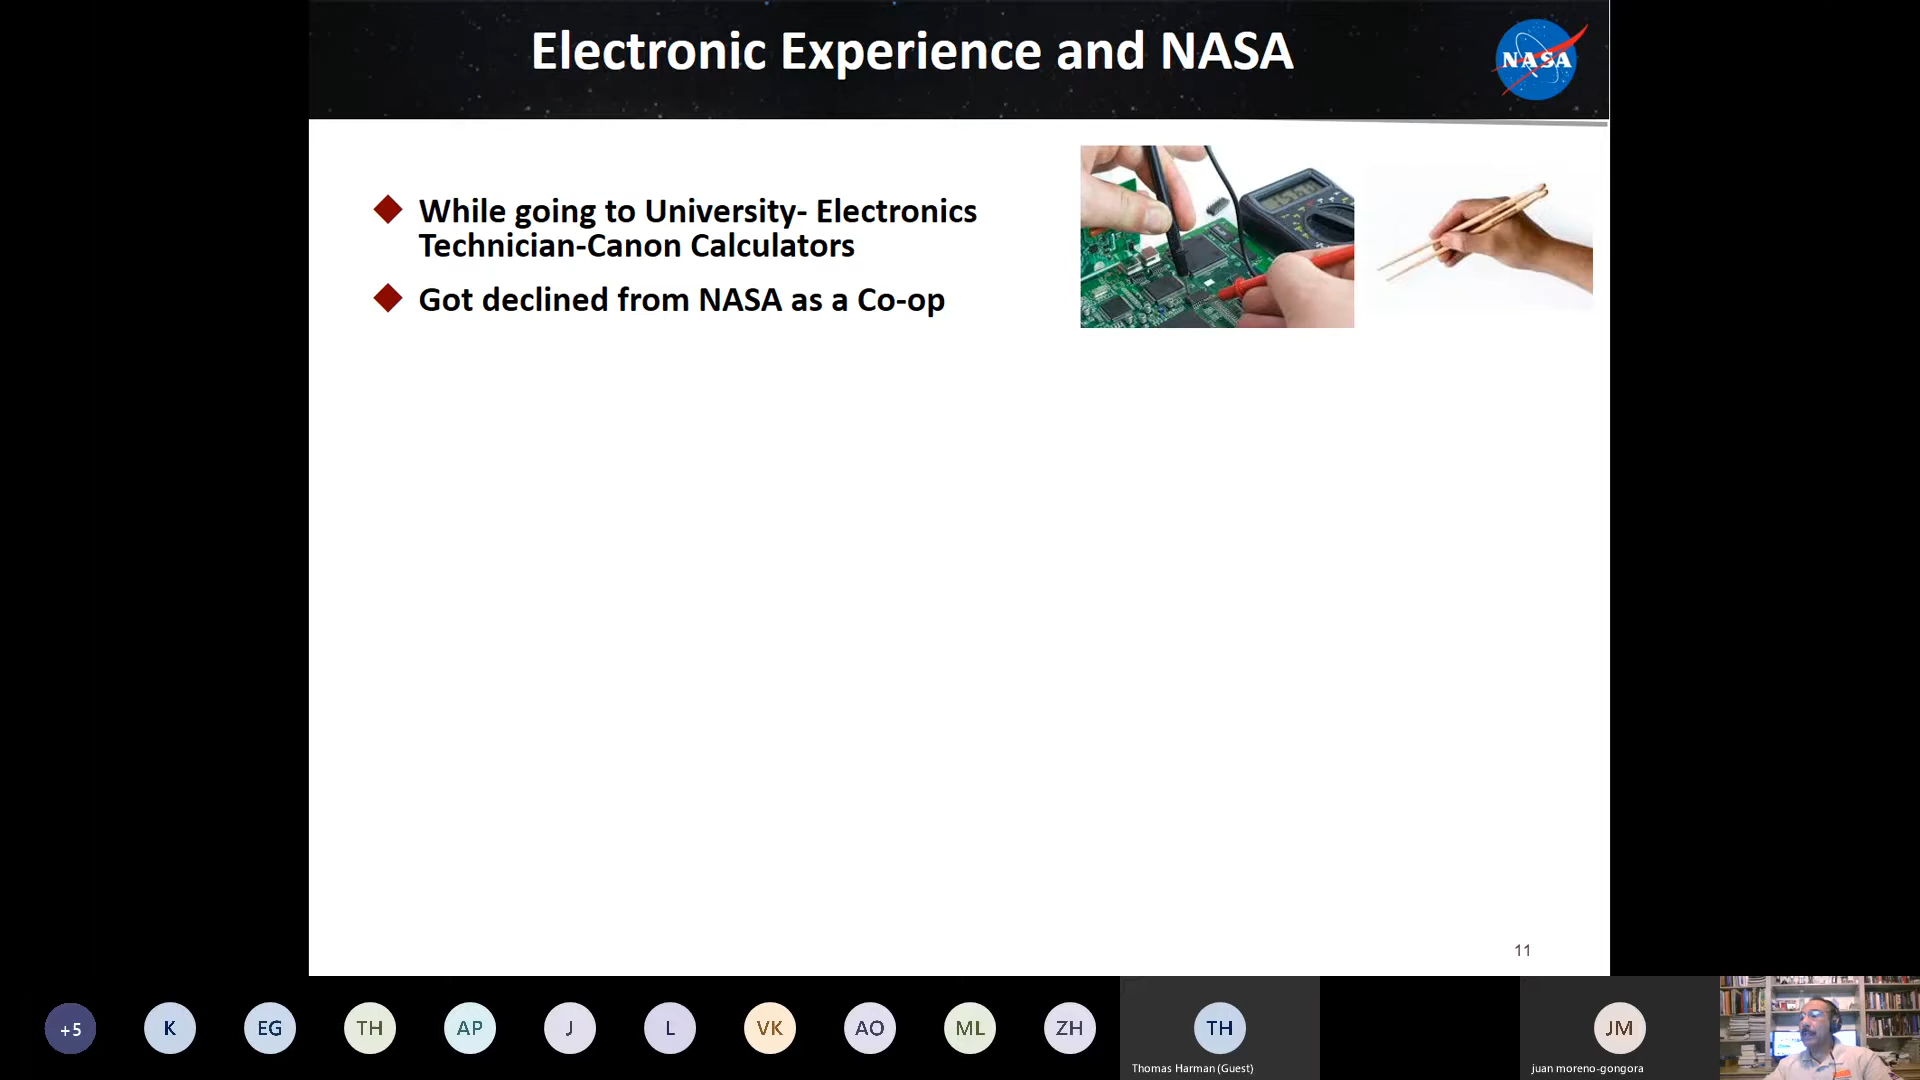 Electronic Experience and NASA
NASA
While going to University- Electronics
Technician-Canon Calculators
Got declined from NASA as a Co-op
11
+5
K
EG
TH
AP
J
L
VK
AO
ML
ZH
TH
Thomas Harman (Guest)
JM
juan moreno-gongora